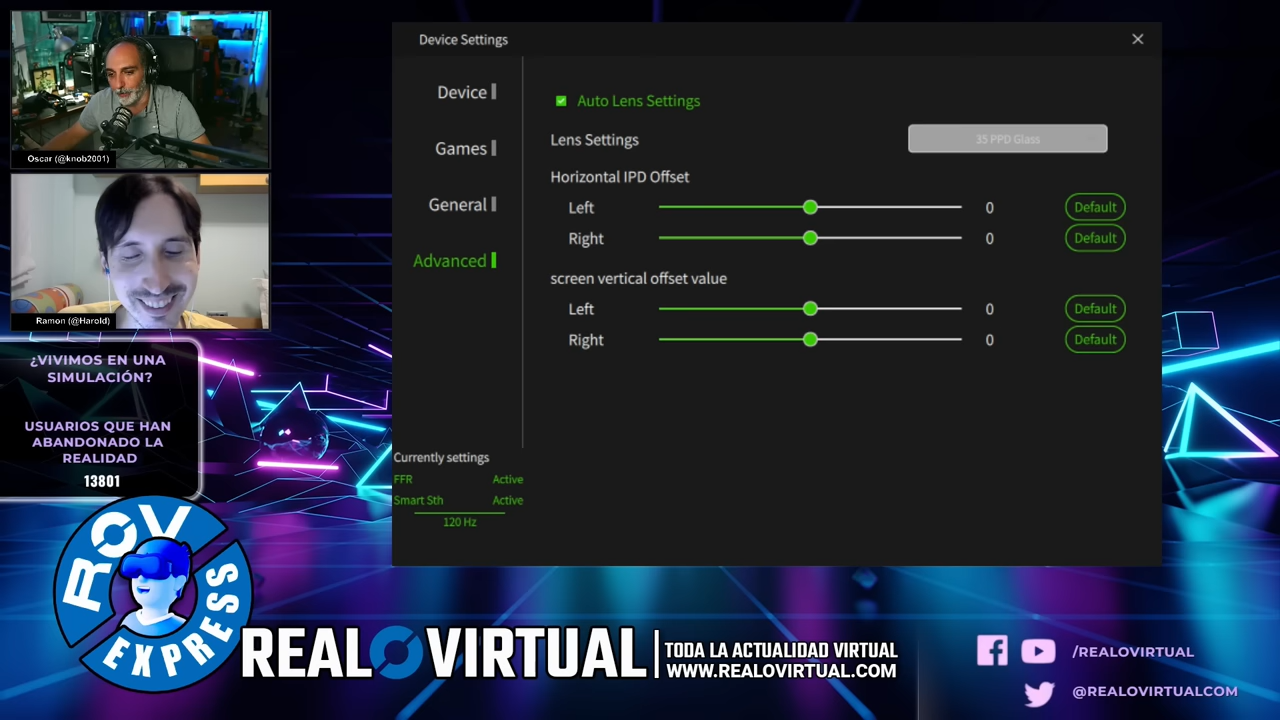 Oscar (@knob2001)
Ramon (@Harold)
¿VIVIMOS EN UNA
SIMULACIÓN?
USUARIOS QUE HAN
ABANDONADO LA
REALIDAD
13801
Device Settings
Device
Games
General
Advanced
Auto Lens Settings
Lens Settings
35 PPD Glass
Horizontal IPD Offset
Left 0 Default
Right 0 Default
screen vertical offset value
Left 0 Default
Right 0 Default
Currently settings
FFR Active
Smart Sth Active
120 Hz
ROV
EXPRESS
REAL O VIRTUAL
TODA LA ACTUALIDAD VIRTUAL
WWW.REALOVIRTUAL.COM
/REALOVIRTUAL
@REALOVIRTUALCOM